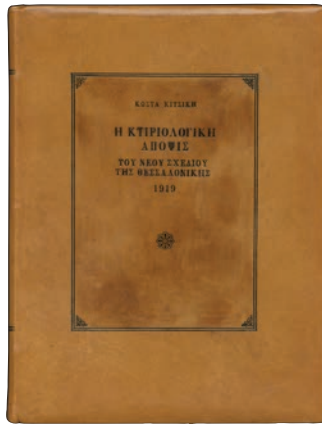 ΚΩΣΤΑ ΚΙΤΣΙΚΗ
Η ΚΤΙΡΙΟΛΟΓΙΚΗ
ΑΠΟΨΙΣ
ΤΟΥ ΝΕΟΥ ΣΧΕΔΙΟΥ
ΤΗΣ ΘΕΣΣΑΛΟΝΙΚΗΣ
1919